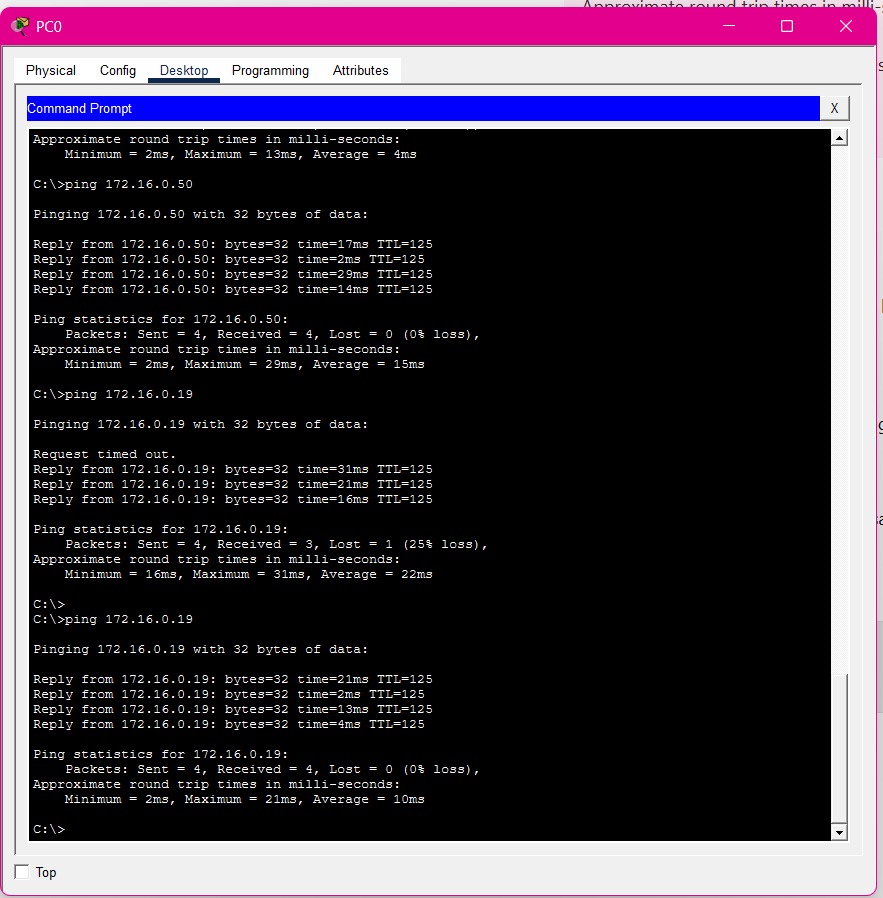 Approximate round trip times in milli-
PC0
Physical Config Desktop Programming Attributes
Command Prompt
X
Approximate round trip times in milli-seconds:
    Minimum = 2ms, Maximum = 13ms, Average = 4ms
C:\>ping 172.16.0.50
Pinging 172.16.0.50 with 32 bytes of data:
Reply from 172.16.0.50: bytes=32 time=17ms TTL=125
Reply from 172.16.0.50: bytes=32 time=2ms TTL=125
Reply from 172.16.0.50: bytes=32 time=29ms TTL=125
Reply from 172.16.0.50: bytes=32 time=14ms TTL=125
Ping statistics for 172.16.0.50:
    Packets: Sent = 4, Received = 4, Lost = 0 (0% loss),
Approximate round trip times in milli-seconds:
    Minimum = 2ms, Maximum = 29ms, Average = 15ms
C:\>ping 172.16.0.19
Pinging 172.16.0.19 with 32 bytes of data:
Request timed out.
Reply from 172.16.0.19: bytes=32 time=31ms TTL=125
Reply from 172.16.0.19: bytes=32 time=21ms TTL=125
Reply from 172.16.0.19: bytes=32 time=16ms TTL=125
Ping statistics for 172.16.0.19:
    Packets: Sent = 4, Received = 3, Lost = 1 (25% loss),
Approximate round trip times in milli-seconds:
    Minimum = 16ms, Maximum = 31ms, Average = 22ms
C:\>
C:\>ping 172.16.0.19
Pinging 172.16.0.19 with 32 bytes of data:
Reply from 172.16.0.19: bytes=32 time=21ms TTL=125
Reply from 172.16.0.19: bytes=32 time=2ms TTL=125
Reply from 172.16.0.19: bytes=32 time=13ms TTL=125
Reply from 172.16.0.19: bytes=32 time=4ms TTL=125
Ping statistics for 172.16.0.19:
    Packets: Sent = 4, Received = 4, Lost = 0 (0% loss),
Approximate round trip times in milli-seconds:
    Minimum = 2ms, Maximum = 21ms, Average = 10ms
C:\>
Top